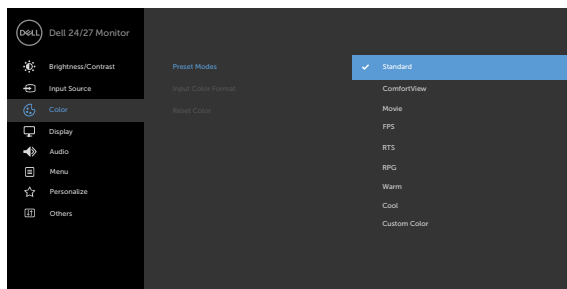 DELL Dell 24/27 Monitor
Brightness/Contrast
Input Source
Color
Display
Audio
Menu
Personalize
Others
Preset Modes
Input Color Format
Reset Color
Standard
ComfortView
Movie
FPS
RTS
RPG
Warm
Cool
Custom Color